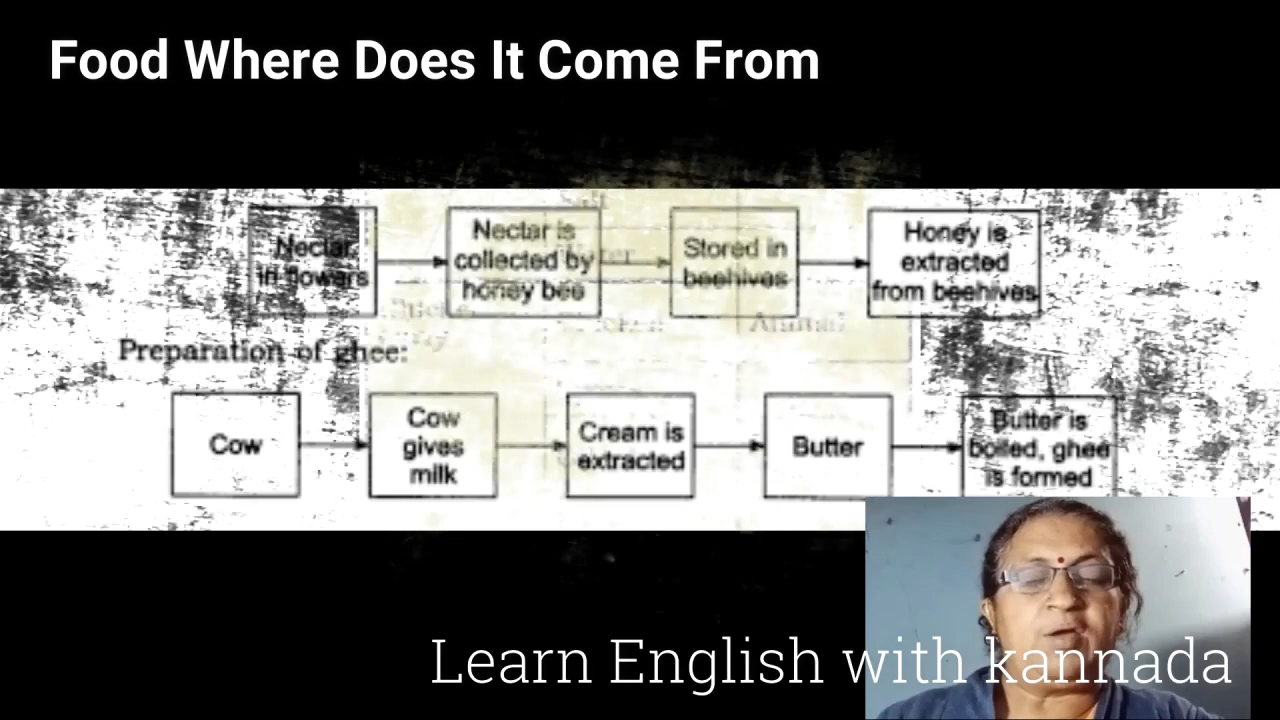 Food Where Does It Come From
Nectar
in flowers
Nectar is
collected by
honey bee
Stored in
beehives
Honey is
extracted
from beehives
Preparation of ghee:
Cow
Cow
gives
milk
Cream is
extracted
Butter
Butter is
boiled, ghee
is formed
Learn English with kannada